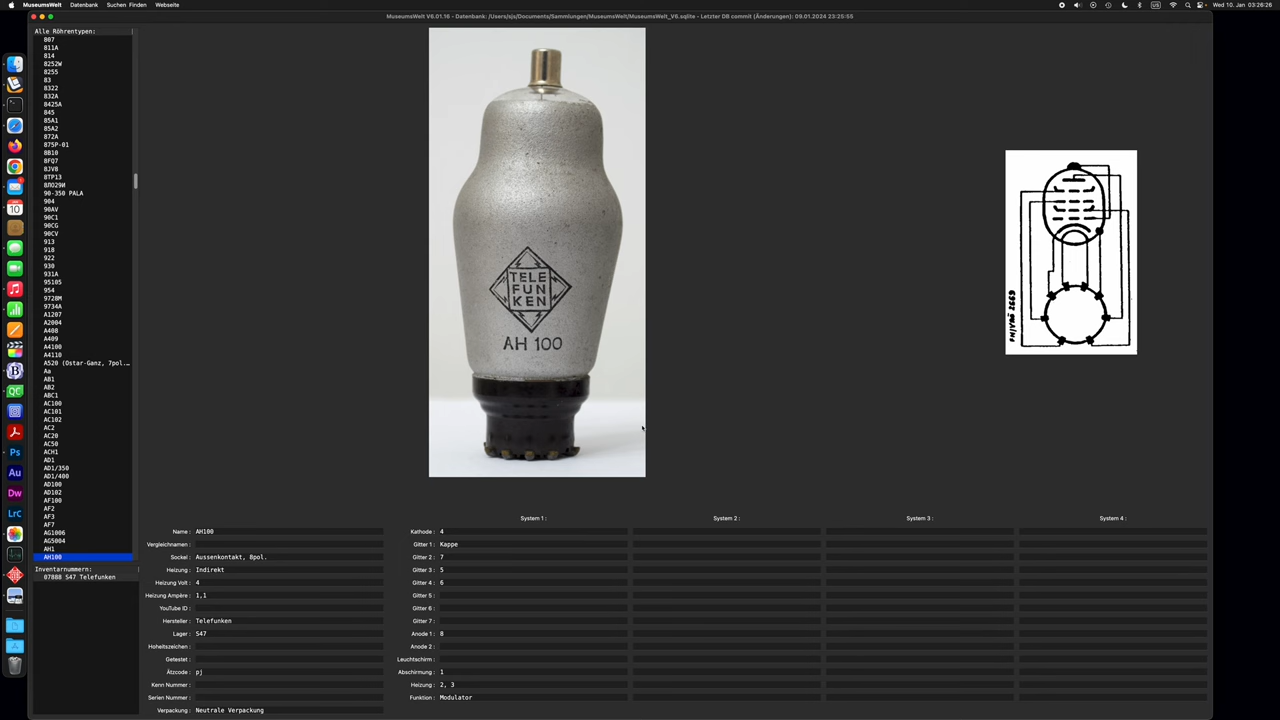 MuseumsWelt Datenbank Suchen Finden Webseite
US
Wed 10. Jan. 03:26:26
MuseumsWelt V6.01.16 - Datenbank: /Users/sjs/Documents/Sammlungen/MuseumsWelt/MuseumsWelt_V6.sqlite - Letzter DB commit (Änderungen): 09.01.2024 23:25:55
Alle Röhrentypen:
807
811A
814
8252W
8255
83
8322
832A
8425A
845
85A1
85A2
872A
875P-01
8B10
8FQ7
8JV8
8TP13
8ЛО29И
90-350 PALA
904
90AV
90C1
90CG
90CV
913
918
922
930
931A
95105
954
9728M
9734A
A1207
A2004
A408
A409
A4100
A4110
A520 (Ostar-Ganz, 7pol...
Aa
AB1
AB2
ABC1
AC100
AC101
AC102
AC2
AC20
AC50
ACH1
AD1
AD1/350
AD1/400
AD100
AD102
AF100
AF2
AF3
AF7
AG1006
AG5004
AH1
AH100
Inventarnummern:
07888 S47 Telefunken
TELE
FUN
KEN
AH 100
System 1 : System 2 : System 3 : System 4 :
Name : AH100
Vergleichnamen :
Sockel : Aussenkontakt, 8pol.
Heizung : Indirekt
Heizung Volt : 4
Heizung Ampère : 1,1
YouTube ID :
Hersteller : Telefunken
Lager : S47
Hoheitszeichen :
Getestet :
Ätzcode : pj
Kenn Nummer :
Serien Nummer :
Verpackung : Neutrale Verpackung
Kathode : 4
Gitter 1 : Kappe
Gitter 2 : 7
Gitter 3 : 5
Gitter 4 : 6
Gitter 5 :
Gitter 6 :
Gitter 7 :
Anode 1 : 8
Anode 2 :
Leuchtschirm :
Abschirmung : 1
Heizung : 2, 3
Funktion : Modulator